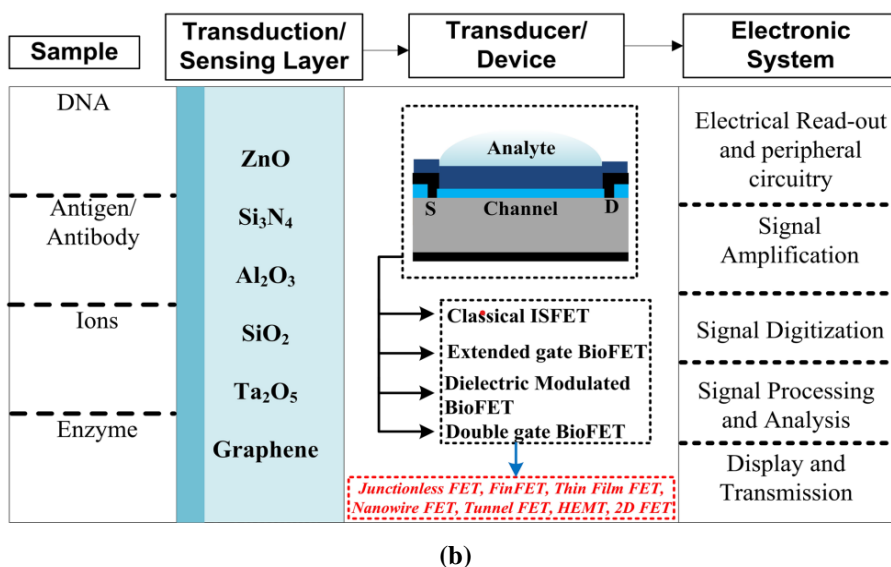 Sample
Transduction/
Sensing Layer
Transducer/
Device
Electronic
System
DNA
Antigen/
Antibody
Ions
Enzyme
ZnO
Si₃N₄
Al₂O₃
SiO₂
Ta₂O₅
Graphene
Analyte
S
Channel
D
Classical ISFET
Extended gate BioFET
Dielectric Modulated
BioFET
Double gate BioFET
Junctionless FET, FinFET, Thin Film FET,
Nanowire FET, Tunnel FET, HEMT, 2D FET
Electrical Read-out
and peripheral
circuitry
Signal
Amplification
Signal Digitization
Signal Processing
and Analysis
Display and
Transmission
(b)